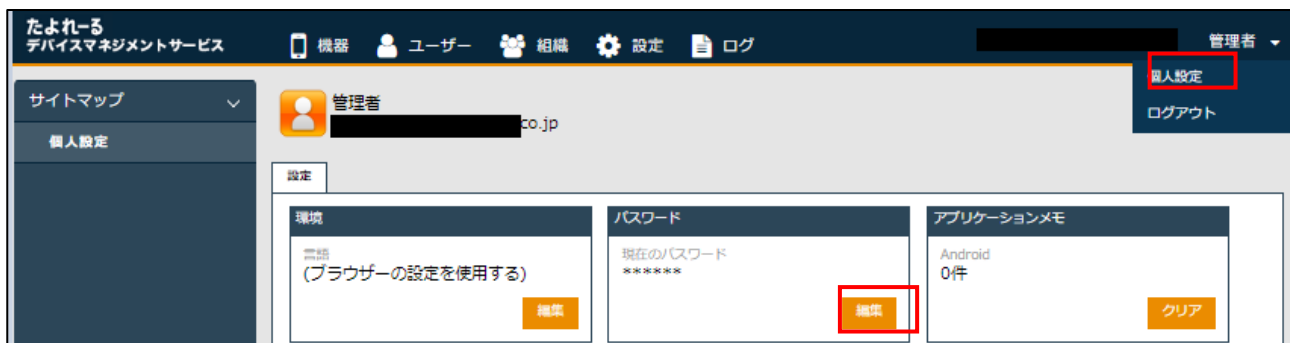 たよれーる
デバイスマネジメントサービス
機器 ユーザー 組織 設定 ログ
管理者
個人設定
ログアウト
サイトマップ
個人設定
管理者
co.jp
設定
環境
言語
(ブラウザーの設定を使用する)
編集
パスワード
現在のパスワード
******
編集
アプリケーションメモ
Android
0件
クリア